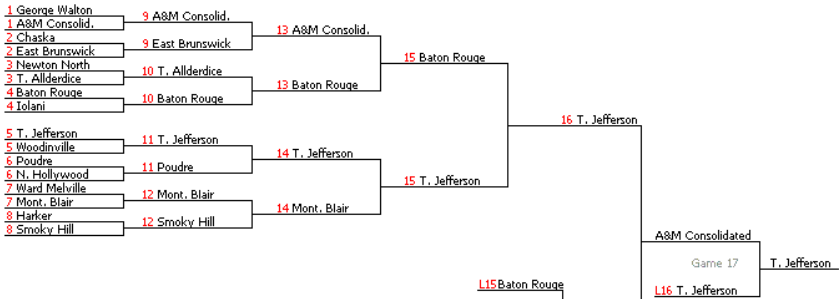 1 George Walton
1 A&M Consolid.
2 Chaska
2 East Brunswick
3 Newton North
3 T. Allderdice
4 Baton Rouge
4 Iolani
5 T. Jefferson
5 Woodinville
6 Poudre
6 N. Hollywood
7 Ward Melville
7 Mont. Blair
8 Harker
8 Smoky Hill
9 A&M Consolid.
9 East Brunswick
10 T. Allderdice
10 Baton Rouge
11 T. Jefferson
11 Poudre
12 Mont. Blair
12 Smoky Hill
13 A&M Consolid.
13 Baton Rouge
14 T. Jefferson
14 Mont. Blair
15 Baton Rouge
15 T. Jefferson
L15 Baton Rouge
16 T. Jefferson
A&M Consolidated
Game 17
L16 T. Jefferson
T. Jefferson